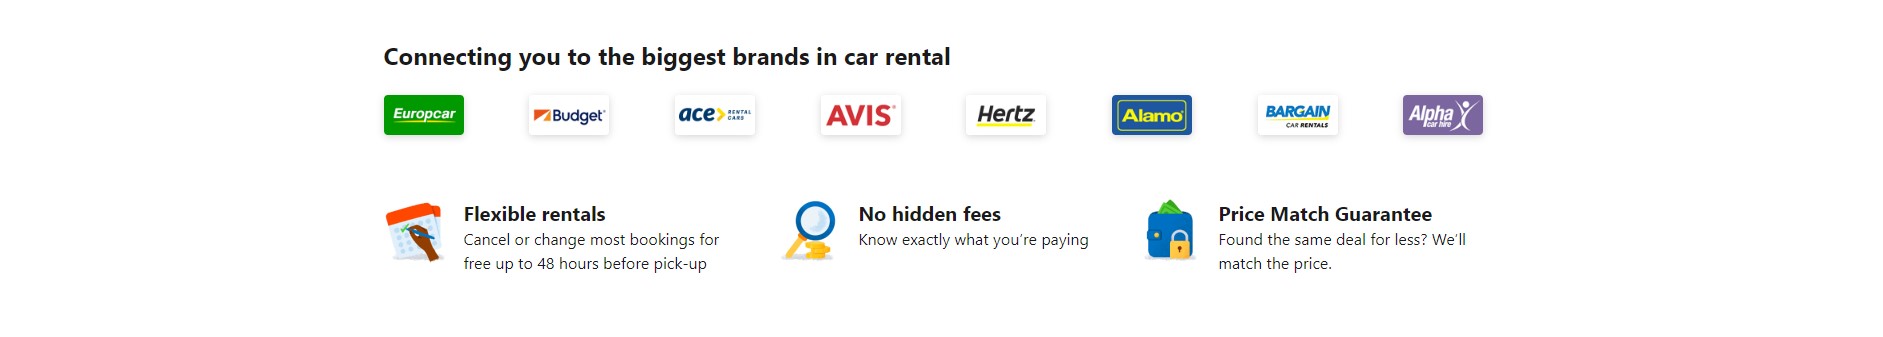 Connecting you to the biggest brands in car rental
Europcar
Budget
ace RENTAL CARS
AVIS
Hertz
Alamo
BARGAIN CAR RENTALS
Alpha car hire
Flexible rentals
Cancel or change most bookings for
free up to 48 hours before pick-up
No hidden fees
Know exactly what you’re paying
Price Match Guarantee
Found the same deal for less? We’ll
match the price.